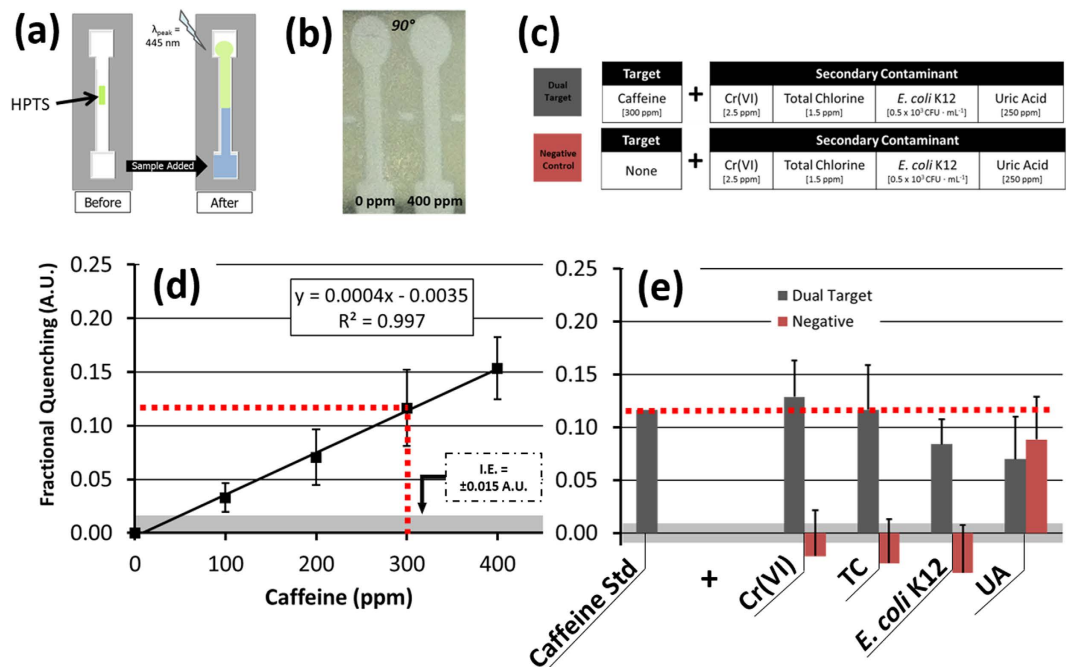 (a)
λpeak =
445 nm
HPTS
Sample Added
Before
After
(b)
90°
0 ppm
400 ppm
(c)
Dual
Target
Target
Secondary Contaminant
Caffeine
[300 ppm]
+
Cr(VI)
[2.5 ppm]
Total Chlorine
[1.5 ppm]
E. coli K12
[0.5 x 10³ CFU · mL⁻¹]
Uric Acid
[250 ppm]
Negative
Control
Target
Secondary Contaminant
None
+
Cr(VI)
[2.5 ppm]
Total Chlorine
[1.5 ppm]
E. coli K12
[0.5 x 10³ CFU · mL⁻¹]
Uric Acid
[250 ppm]
(d)
Fractional Quenching (A.U.)
0.25
0.20
0.15
0.10
0.05
0.00
y = 0.0004x - 0.0035
R² = 0.997
I.E. =
±0.015 A.U.
0
100
200
300
400
Caffeine (ppm)
(e)
0.25
0.20
0.15
0.10
0.05
0.00
Dual Target
Negative
Caffeine Std
+
Cr(VI)
TC
E. coli K12
UA